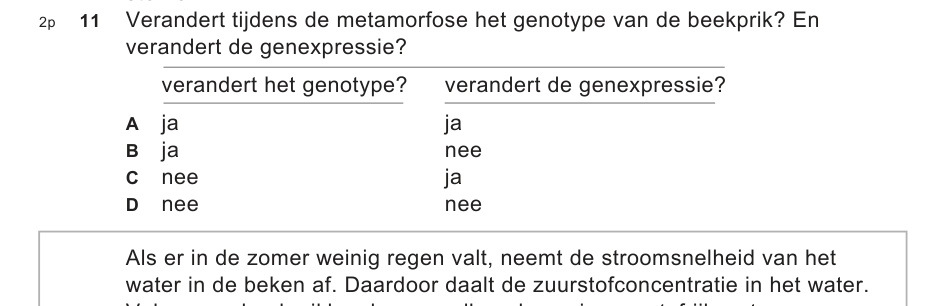 2p 11 Verandert tijdens de metamorfose het genotype van de beekprik? En
verandert de genexpressie?
verandert het genotype? verandert de genexpressie?
A ja ja
B ja nee
C nee ja
D nee nee
Als er in de zomer weinig regen valt, neemt de stroomsnelheid van het
water in de beken af. Daardoor daalt de zuurstofconcentratie in het water.